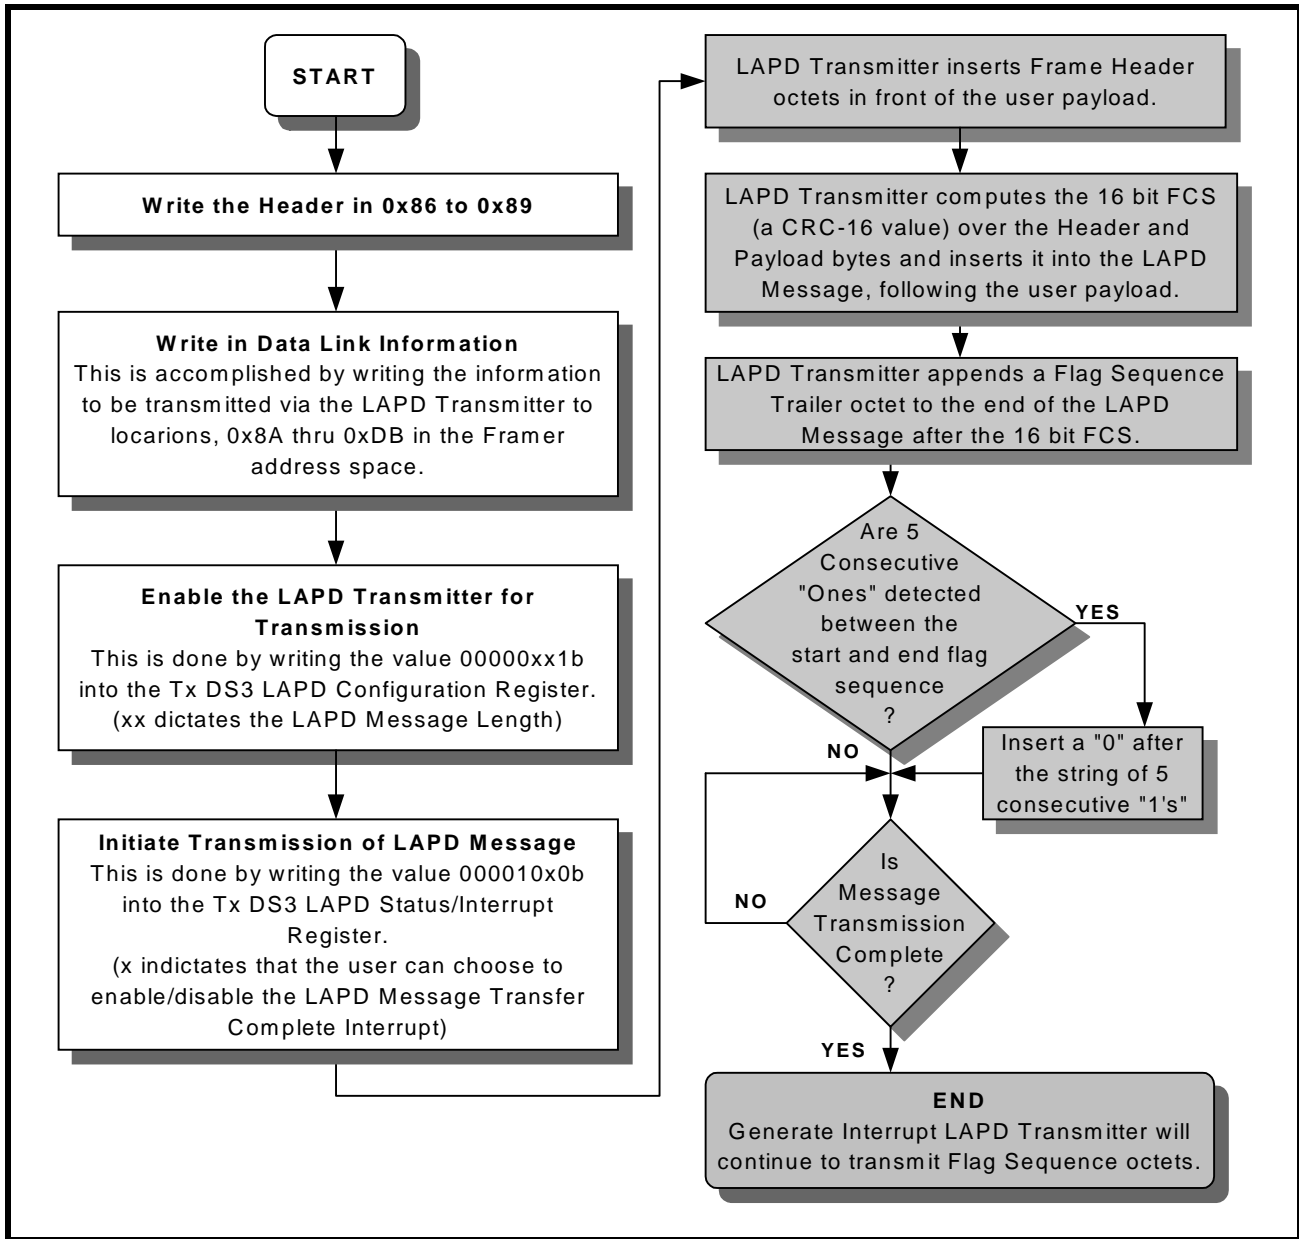 START
Write the Header in 0x86 to 0x89
Write in Data Link Information
This is accomplished by writing the information
to be transmitted via the LAPD Transmitter to
locarions, 0x8A thru 0xDB in the Framer
address space.
Enable the LAPD Transmitter for
Transmission
This is done by writing the value 00000xx1b
into the Tx DS3 LAPD Configuration Register.
(xx dictates the LAPD Message Length)
Initiate Transmission of LAPD Message
This is done by writing the value 000010x0b
into the Tx DS3 LAPD Status/Interrupt
Register.
(x indictates that the user can choose to
enable/disable the LAPD Message Transfer
Complete Interrupt)
LAPD Transmitter inserts Frame Header
octets in front of the user payload.
LAPD Transmitter computes the 16 bit FCS
(a CRC-16 value) over the Header and
Payload bytes and inserts it into the LAPD
Message, following the user payload.
LAPD Transmitter appends a Flag Sequence
Trailer octet to the end of the LAPD
Message after the 16 bit FCS.
Are 5
Consecutive
"Ones" detected
between the
start and end flag
sequence
?
YES
NO
Insert a "0" after
the string of 5
consecutive "1's"
Is
Message
Transmission
Complete
?
NO
YES
END
Generate Interrupt LAPD Transmitter will
continue to transmit Flag Sequence octets.